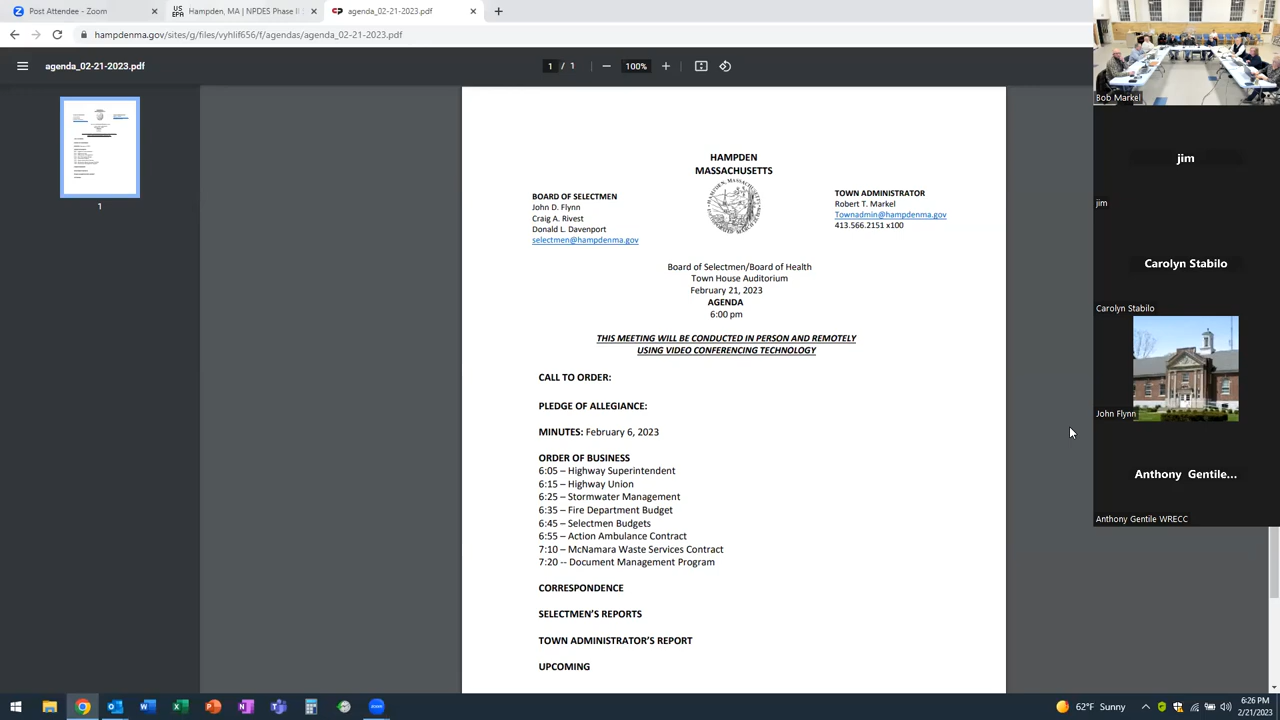 Post Attendee - Zoom
US EPA
Hampden, MA | NPDES Phase I
agenda_02-21-2023.pdf
hampdenma.gov/sites/g/files/vyhlif656/f/agendas/agenda_02-21-2023.pdf
agenda_02-21-2023.pdf
1 / 1
100%
1
HAMPDEN
MASSACHUSETTS
BOARD OF SELECTMEN
John D. Flynn
Craig A. Rivest
Donald L. Davenport
selectmen@hampdenma.gov
TOWN ADMINISTRATOR
Robert T. Markel
Townadmin@hampdenma.gov
413.566.2151 x100
Board of Selectmen/Board of Health
Town House Auditorium
February 21, 2023
AGENDA
6:00 pm
THIS MEETING WILL BE CONDUCTED IN PERSON AND REMOTELY
USING VIDEO CONFERENCING TECHNOLOGY
CALL TO ORDER:
PLEDGE OF ALLEGIANCE:
MINUTES: February 6, 2023
ORDER OF BUSINESS
6:05 – Highway Superintendent
6:15 – Highway Union
6:25 – Stormwater Management
6:35 – Fire Department Budget
6:45 – Selectmen Budgets
6:55 – Action Ambulance Contract
7:10 – McNamara Waste Services Contract
7:20 -- Document Management Program
CORRESPONDENCE
SELECTMEN'S REPORTS
TOWN ADMINISTRATOR'S REPORT
UPCOMING
Bob Markel
jim
jim
Carolyn Stabilo
Carolyn Stabilo
John Flynn
Anthony Gentile...
Anthony Gentile WRECC
62°F Sunny
6:26 PM
2/21/2023